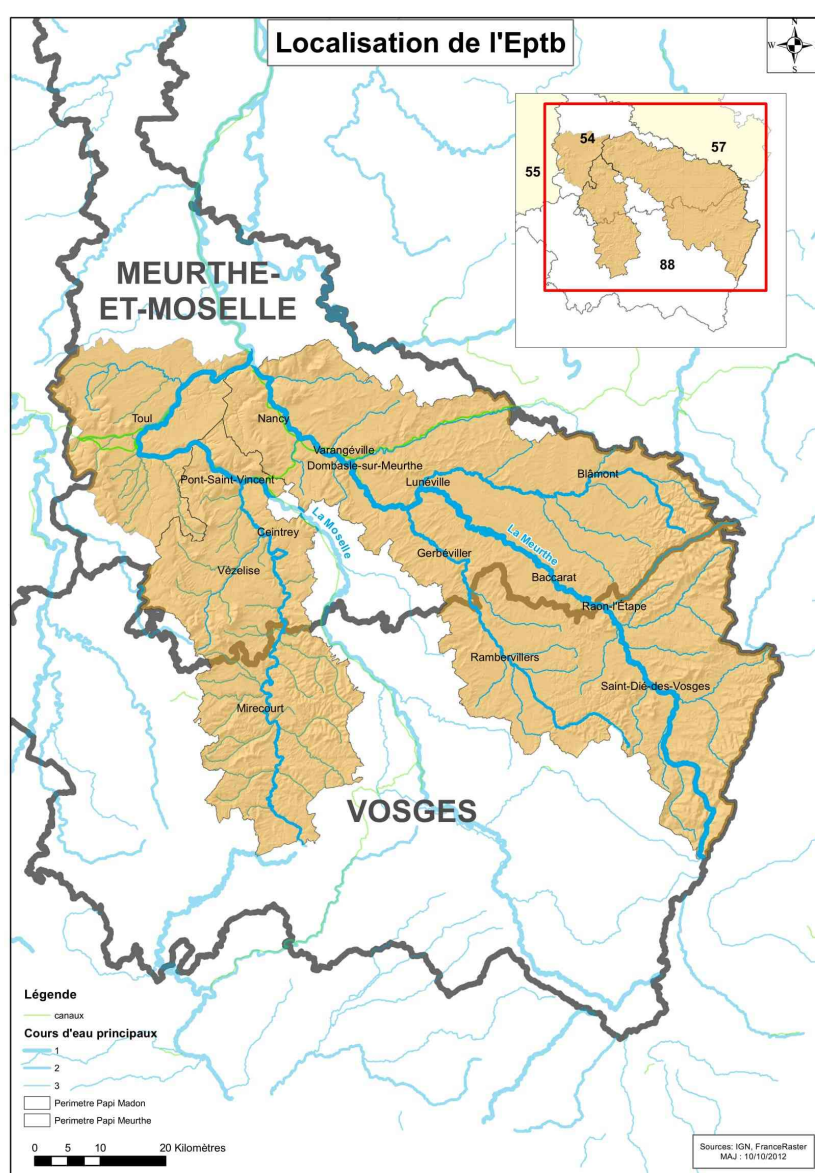 Localisation de l'Eptb
N
W
E
S
54
57
55
88
MEURTHE-
ET-MOSELLE
Toul
Nancy
Varangéville
Dombasle-sur-Meurthe
Blâmont
Pont-Saint-Vincent
Lunéville
La Moselle
La Meurthe
Ceintrey
Gerbéviller
Vézelise
Baccarat
Raon-l'Étape
Rambervillers
Saint-Dié-des-Vosges
Mirecourt
VOSGES
Légende
canaux
Cours d'eau principaux
1
2
3
Perimetre Papi Madon
Perimetre Papi Meurthe
0 5 10 20 Kilomètres
Sources: IGN, FranceRaster
MAJ : 10/10/2012